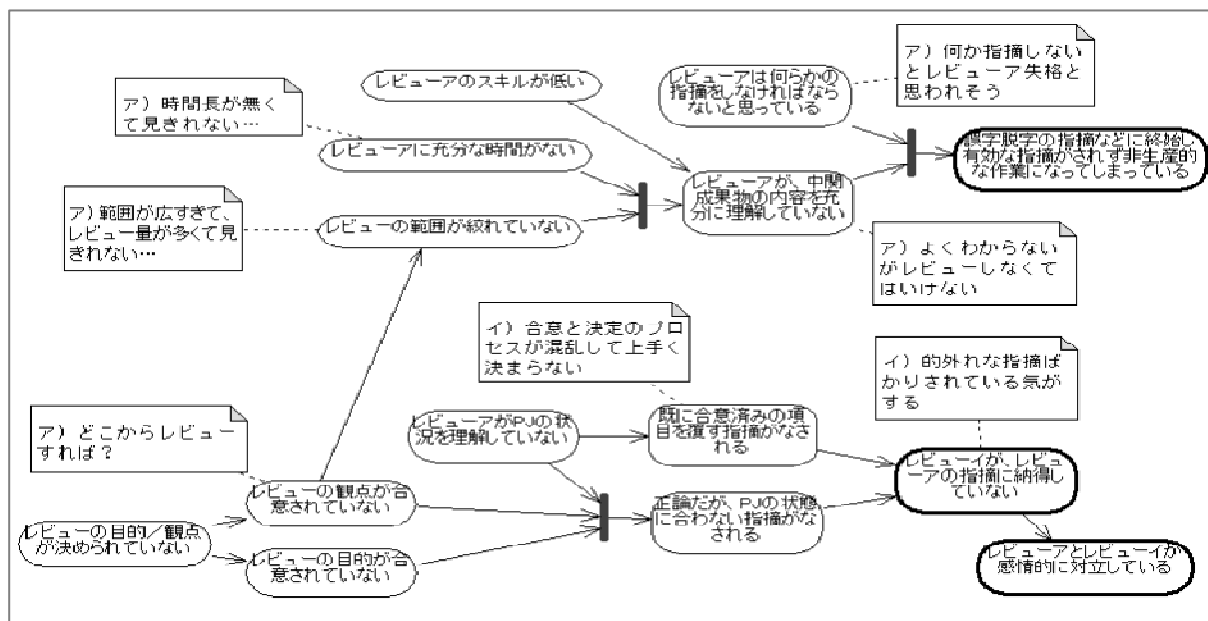 レビューアのスキルが低い
レビューアは何らかの
指摘をしなければなら
ないと思っている
ア）何か指摘しない
とレビューア失格と
思われそう
ア）時間長が無く
て見きれない…
レビューアに充分な時間がない
誤字脱字の指摘などに終始し
有効な指摘がされず非生産的
な作業になってしまっている
レビューアが、中間
成果物の内容を充
分に理解していない
ア）範囲が広すぎて、
レビュー量が多くて見
きれない…
レビューの範囲が絞れていない
ア）よくわからない
がレビューしなくて
はいけない
イ）合意と決定のプロ
セスが混乱して上手く
決まらない
イ）的外れな指摘ば
かりされている気が
する
ア）どこからレビュー
すれば？
レビューアがPJの状
況を理解していない
既に合意済みの項
目を覆す指摘がなさ
れる
レビューイが、レビュ
ーアの指摘に納得し
ていない
レビューの観点が合
意されていない
正論だが、PJの状態
に合わない指摘がな
される
レビューの目的／観点
が決められていない
レビューの目的が合
意されていない
レビューアとレビューイが
感情的に対立している